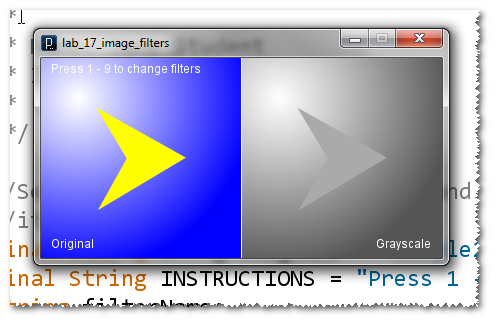 *
lab_17_image_filters
*
Press 1 - 9 to change filters
*
*
*/
Original
Grayscale
inal String INSTRUCTIONS = "Press 1